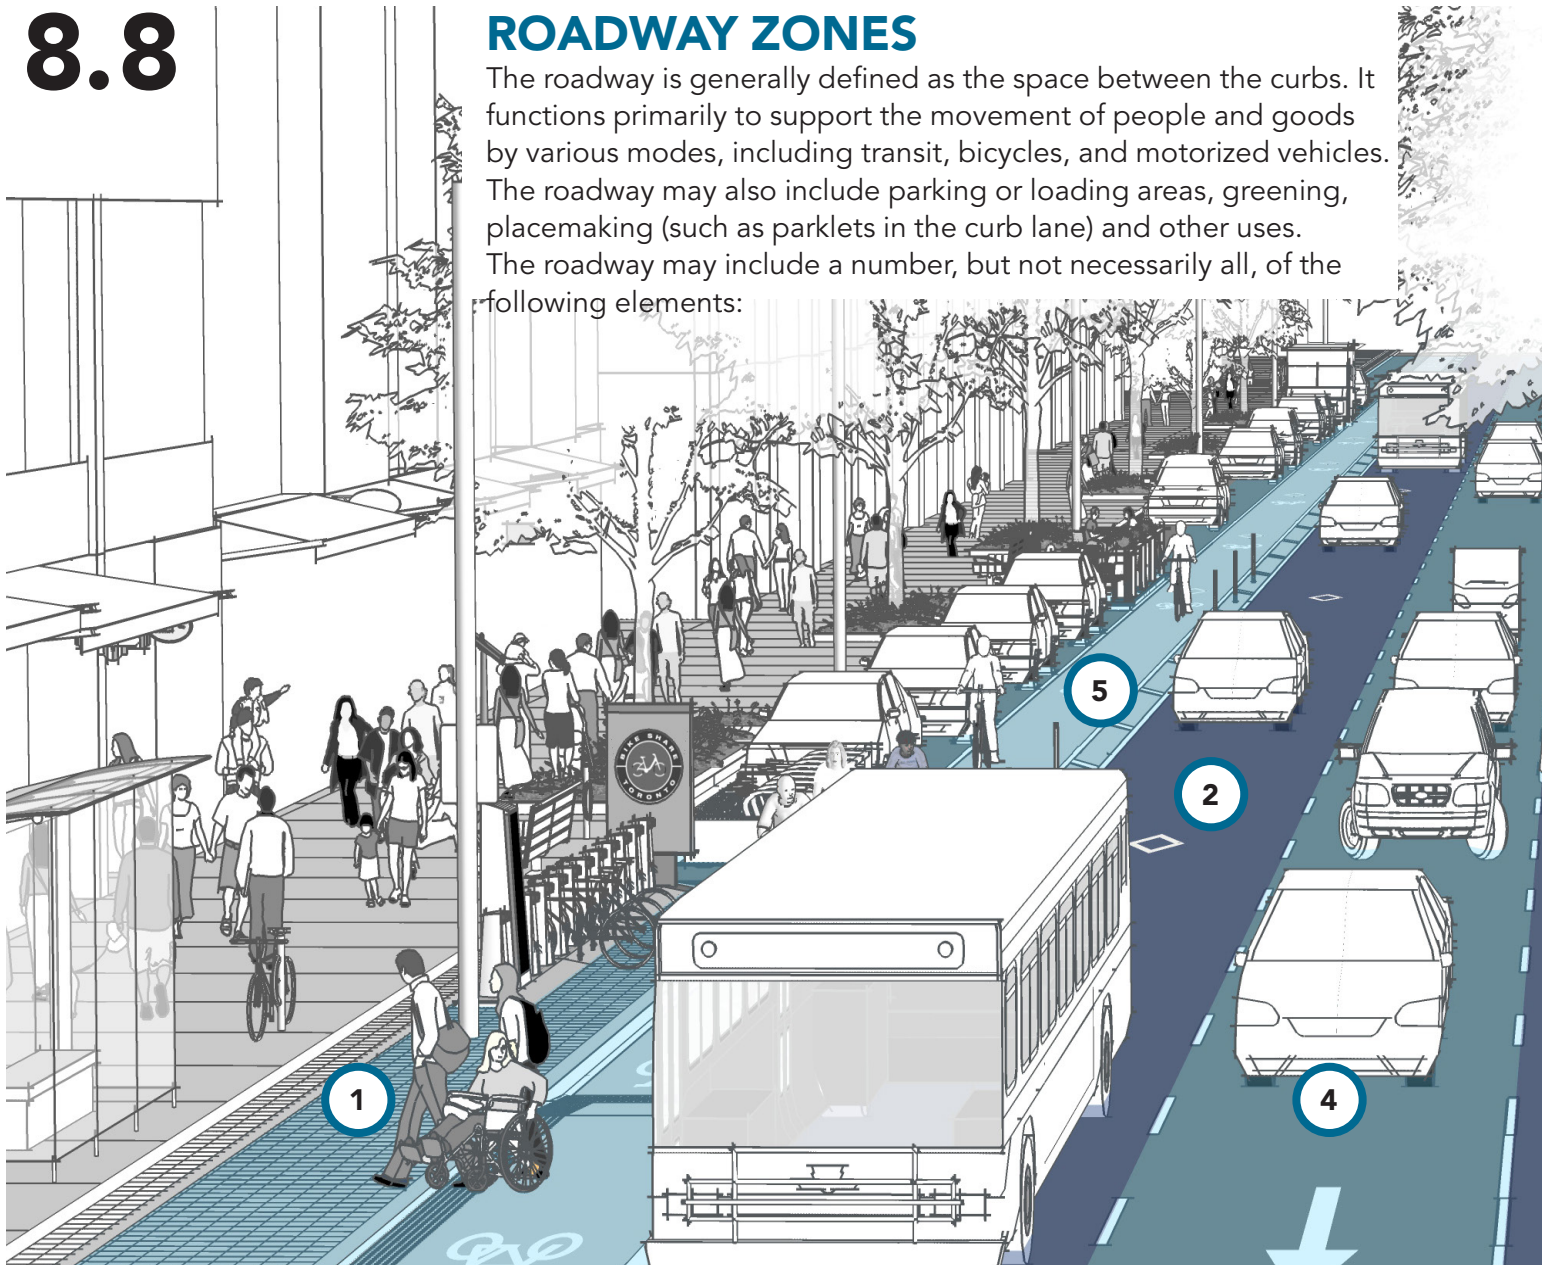 8.8
ROADWAY ZONES
The roadway is generally defined as the space between the curbs. It
functions primarily to support the movement of people and goods
by various modes, including transit, bicycles, and motorized vehicles.
The roadway may also include parking or loading areas, greening,
placemaking (such as parklets in the curb lane) and other uses.
The roadway may include a number, but not necessarily all, of the
following elements:
5
BIKE SHARE
TORONTO
2
1
4